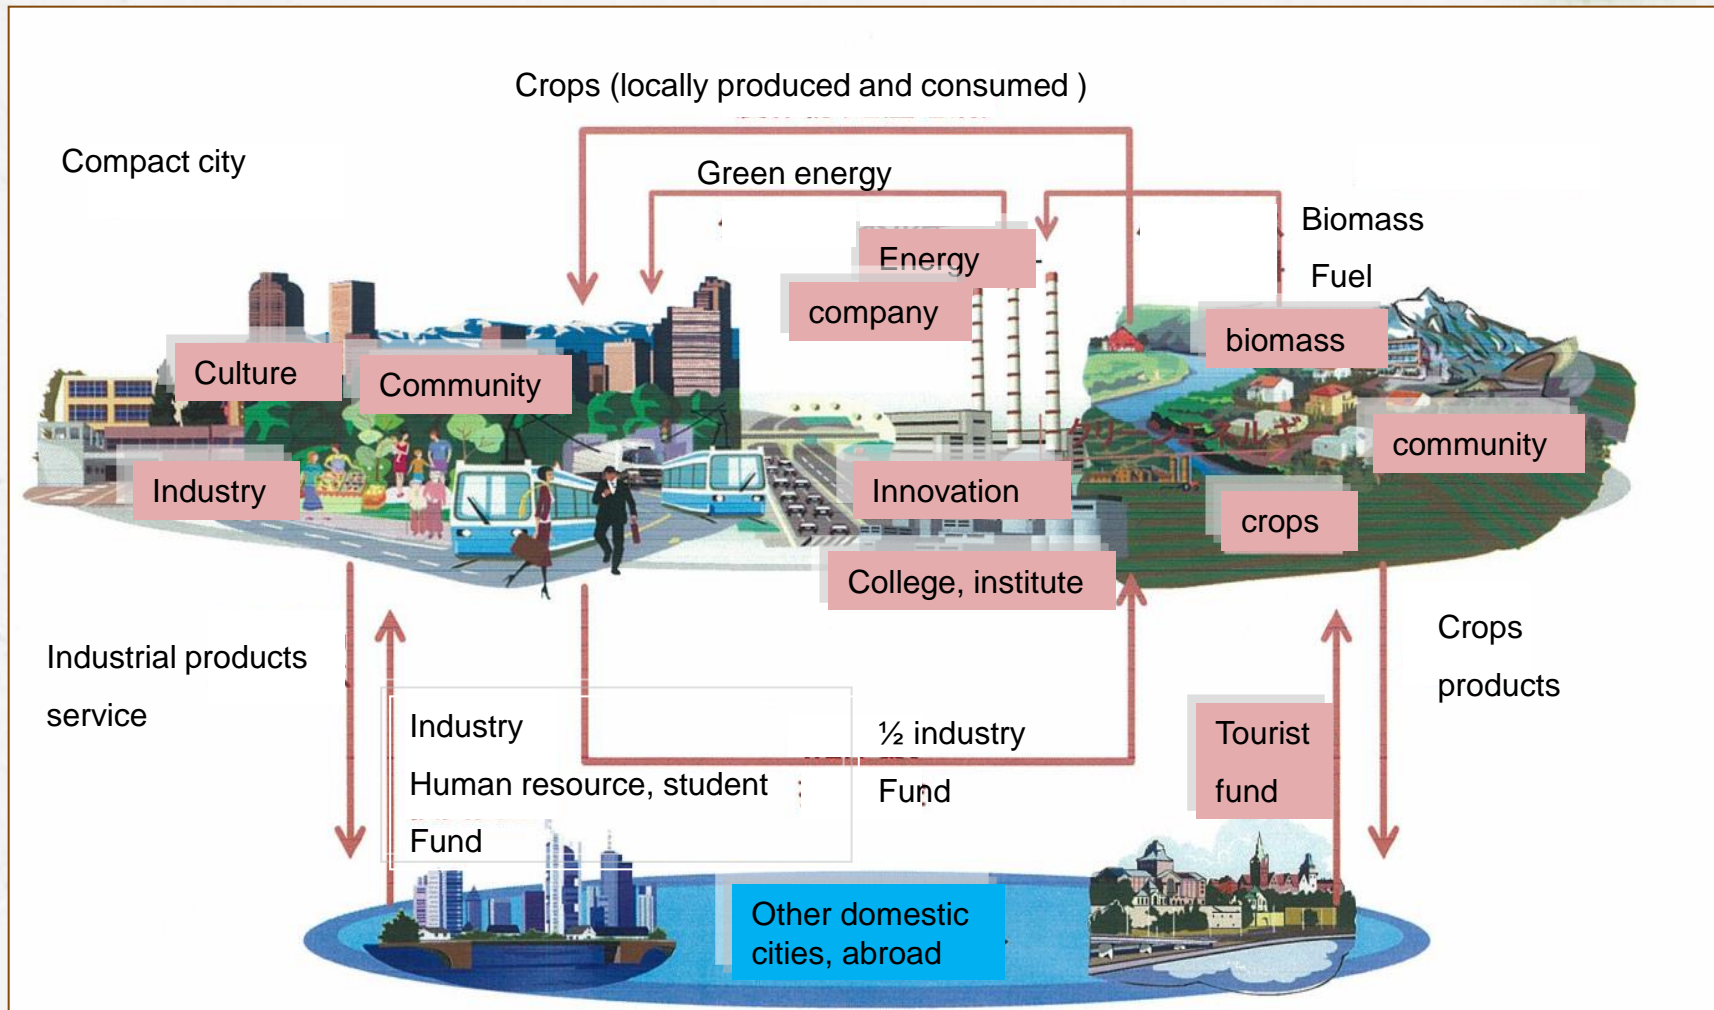 Crops (locally produced and consumed )
Compact city
Green energy
Biomass
Fuel
Energy
company
biomass
Culture
Community
community
Industry
Innovation
crops
College, institute
Industrial products
service
Crops
products
Industry
Human resource, student
Fund
½ industry
Fund
Tourist
fund
Other domestic
cities, abroad